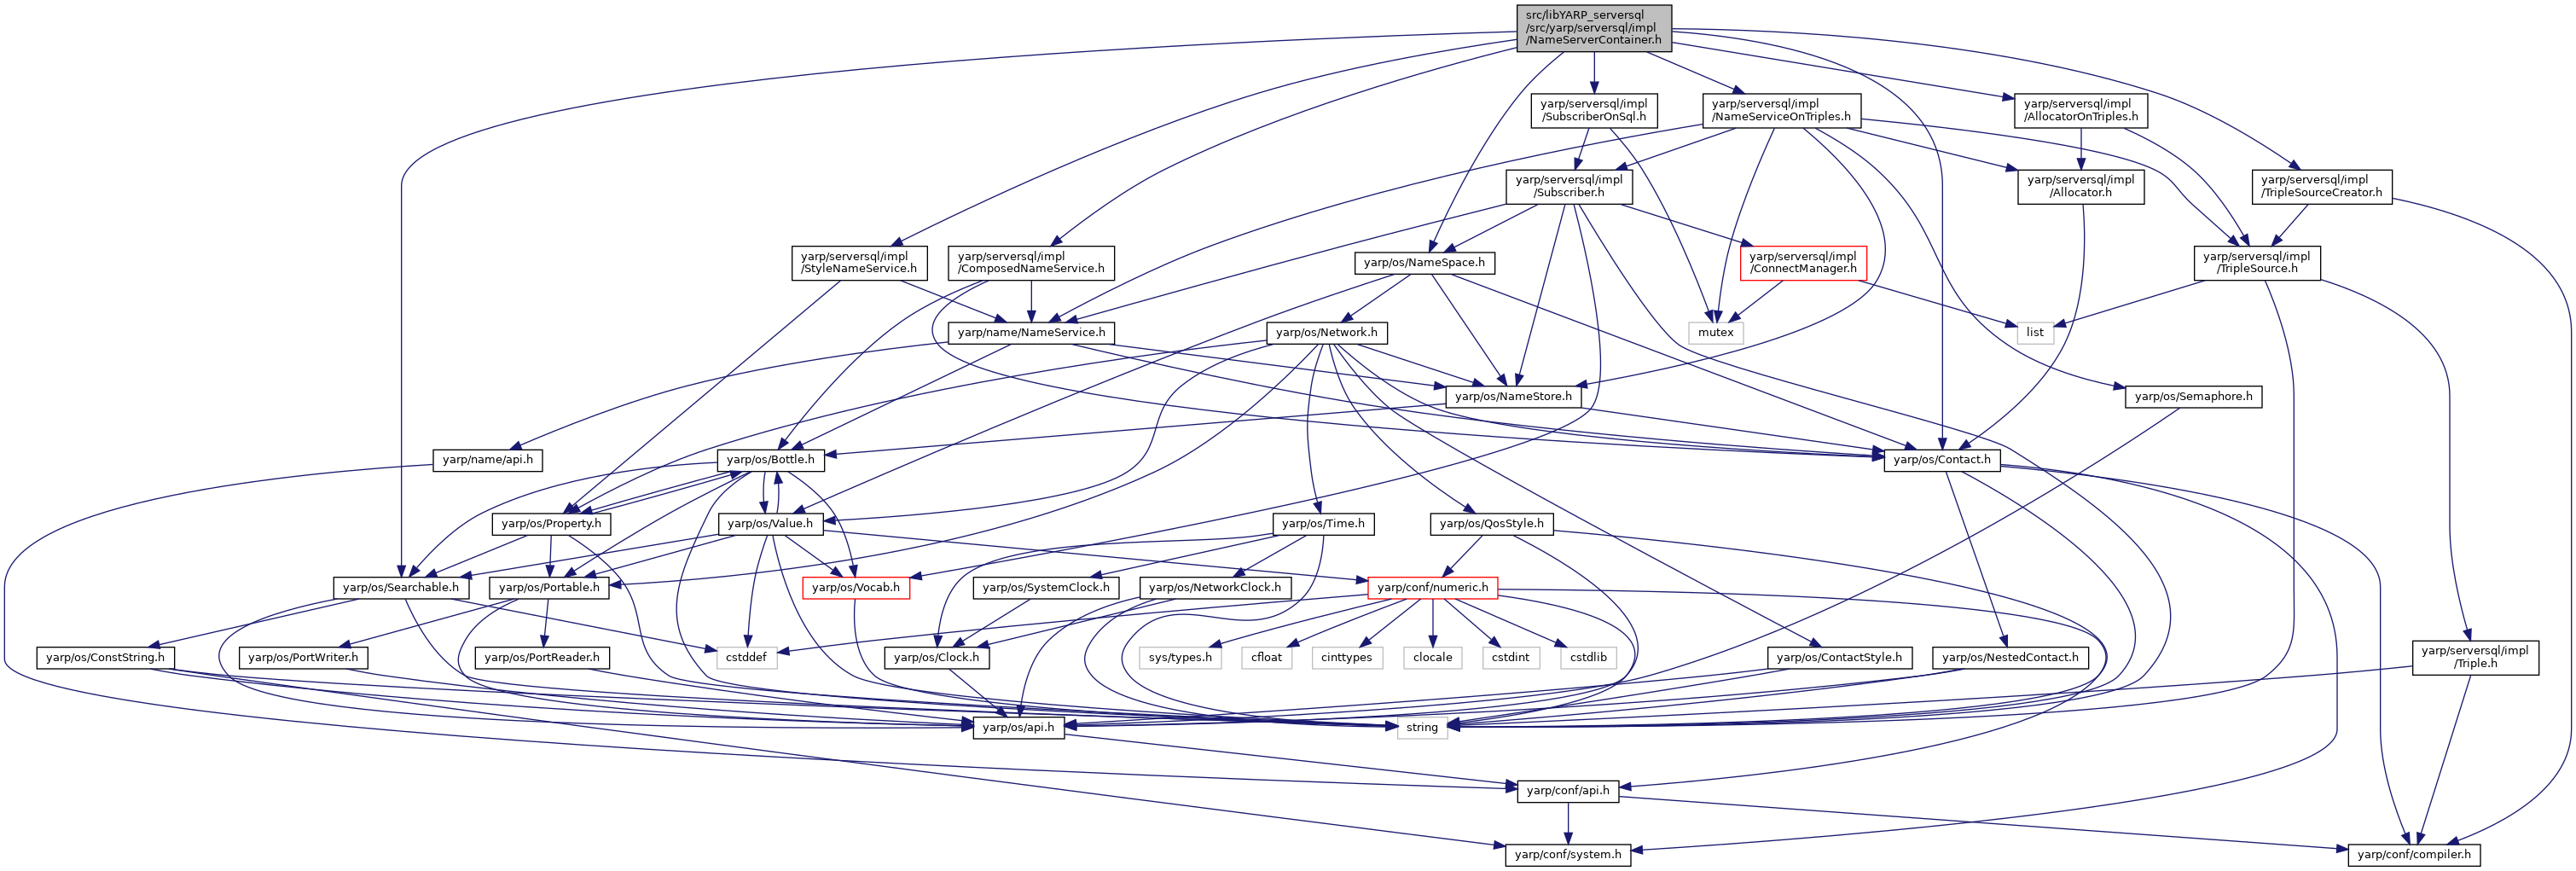 src/libYARP_serversql
/src/yarp/serversql/impl
/NameServerContainer.h
yarp/serversql/impl
/SubscriberOnSql.h
yarp/serversql/impl
/NameServiceOnTriples.h
yarp/serversql/impl
/AllocatorOnTriples.h
yarp/serversql/impl
/Subscriber.h
yarp/serversql/impl
/Allocator.h
yarp/serversql/impl
/TripleSourceCreator.h
yarp/serversql/impl
/StyleNameService.h
yarp/serversql/impl
/ComposedNameService.h
yarp/os/NameSpace.h
yarp/serversql/impl
/ConnectManager.h
yarp/serversql/impl
/TripleSource.h
yarp/name/NameService.h
yarp/os/Network.h
mutex
list
yarp/os/NameStore.h
yarp/os/Semaphore.h
yarp/name/api.h
yarp/os/Bottle.h
yarp/os/Contact.h
yarp/os/Property.h
yarp/os/Value.h
yarp/os/Time.h
yarp/os/QosStyle.h
yarp/os/Searchable.h
yarp/os/Portable.h
yarp/os/Vocab.h
yarp/os/SystemClock.h
yarp/os/NetworkClock.h
yarp/conf/numeric.h
yarp/os/ConstString.h
yarp/os/PortWriter.h
yarp/os/PortReader.h
cstddef
yarp/os/Clock.h
sys/types.h
cfloat
cinttypes
clocale
cstdint
cstdlib
yarp/os/ContactStyle.h
yarp/os/NestedContact.h
yarp/serversql/impl
/Triple.h
yarp/os/api.h
string
yarp/conf/api.h
yarp/conf/system.h
yarp/conf/compiler.h